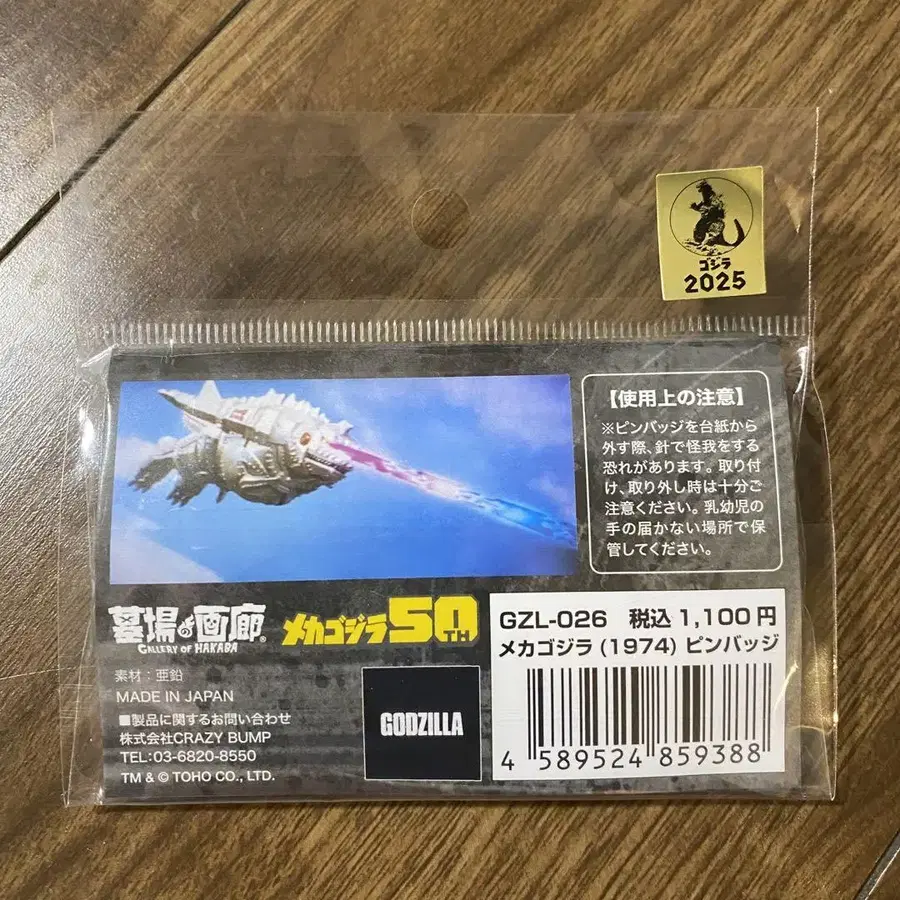 ゴジラ
2025
【使用上の注意】
※ピンバッジを台紙から
外す際、針で怪我をする
恐れがあります。取り付
け、取り外し時は十分ご
注意ください。乳幼児の
手の届かない場所で保
管してください。
墓場の画廊®
GALLERY OF HAKABA
メカゴジラ50TH
素材：亜鉛
MADE IN JAPAN
■製品に関するお問い合わせ
株式会社CRAZY BUMP
TEL:03-6820-8550
TM & © TOHO CO., LTD.
GODZILLA
GZL-026 税込 1,100 円
メカゴジラ (1974) ピンバッジ
4 589524 859388